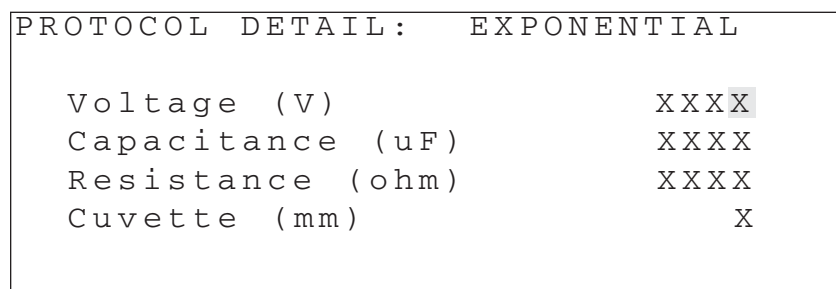 PROTOCOL DETAIL: EXPONENTIAL
Voltage (V) XXXX
Capacitance (uF) XXXX
Resistance (ohm) XXXX
Cuvette (mm) X